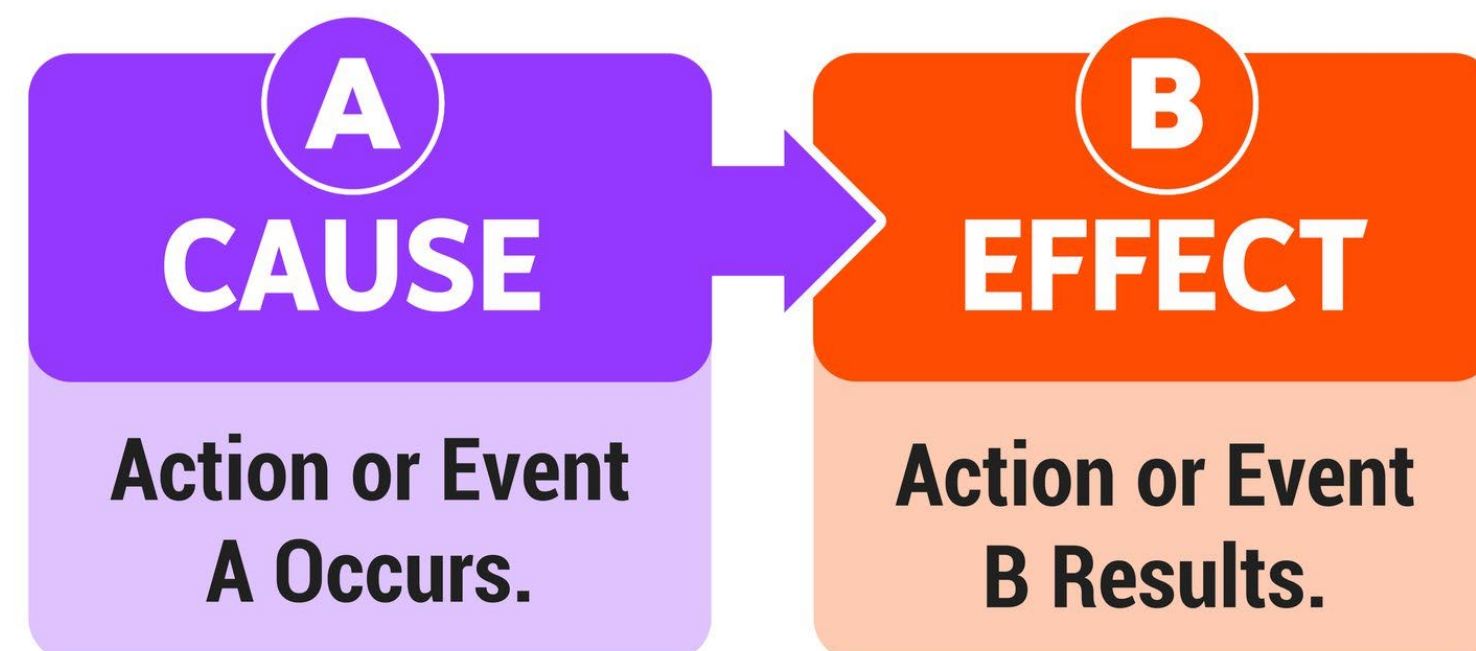 A
CAUSE
Action or Event
A Occurs.
B
EFFECT
Action or Event
B Results.